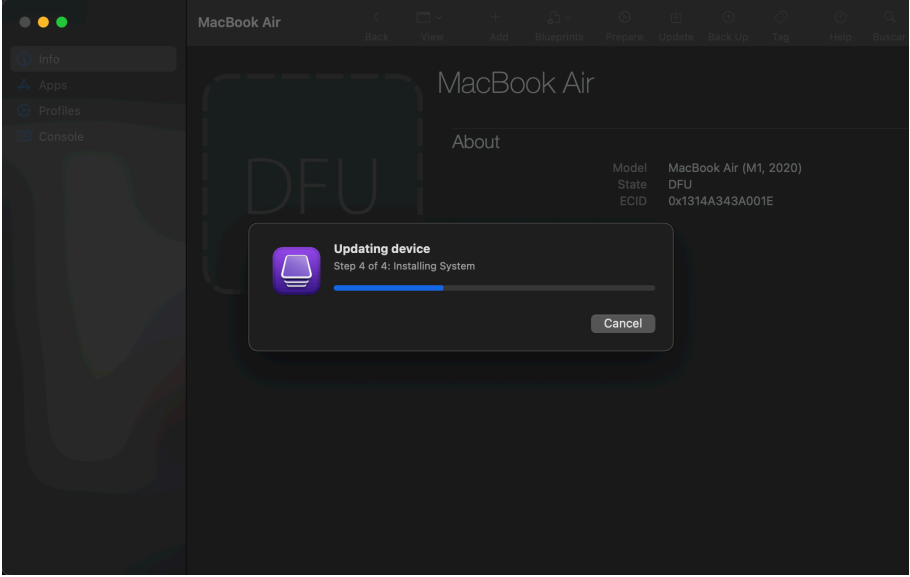 MacBook Air
Back View Add Blueprints Prepare Update Back Up Tag Help Buscar
Info
Apps
Profiles
Console
DFU
MacBook Air
About
Model MacBook Air (M1, 2020)
State DFU
ECID 0x1314A343A001E
Updating device
Step 4 of 4: Installing System
Cancel